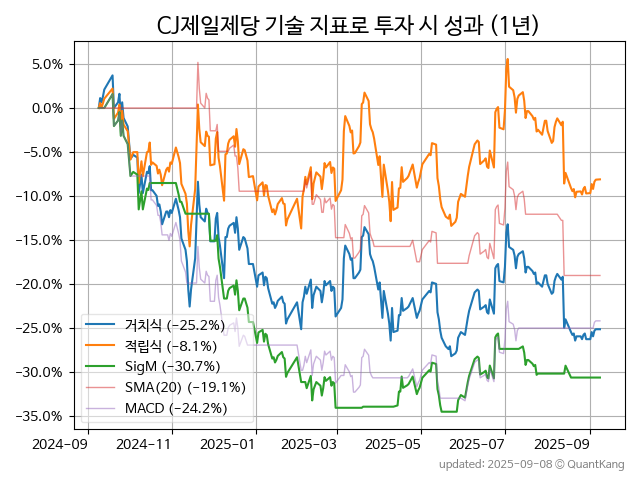 CJ제일제당 기술 지표로 투자 시 성과 (1년)
5.0%
0.0%
−5.0%
−10.0%
−15.0%
−20.0%
−25.0%
−30.0%
−35.0%
거치식 (−25.2%)
적립식 (−8.1%)
SigM (−30.7%)
SMA(20) (−19.1%)
MACD (−24.2%)
2024-09 2024-11 2025-01 2025-03 2025-05 2025-07 2025-09
updated: 2025-09-08 © QuantKang